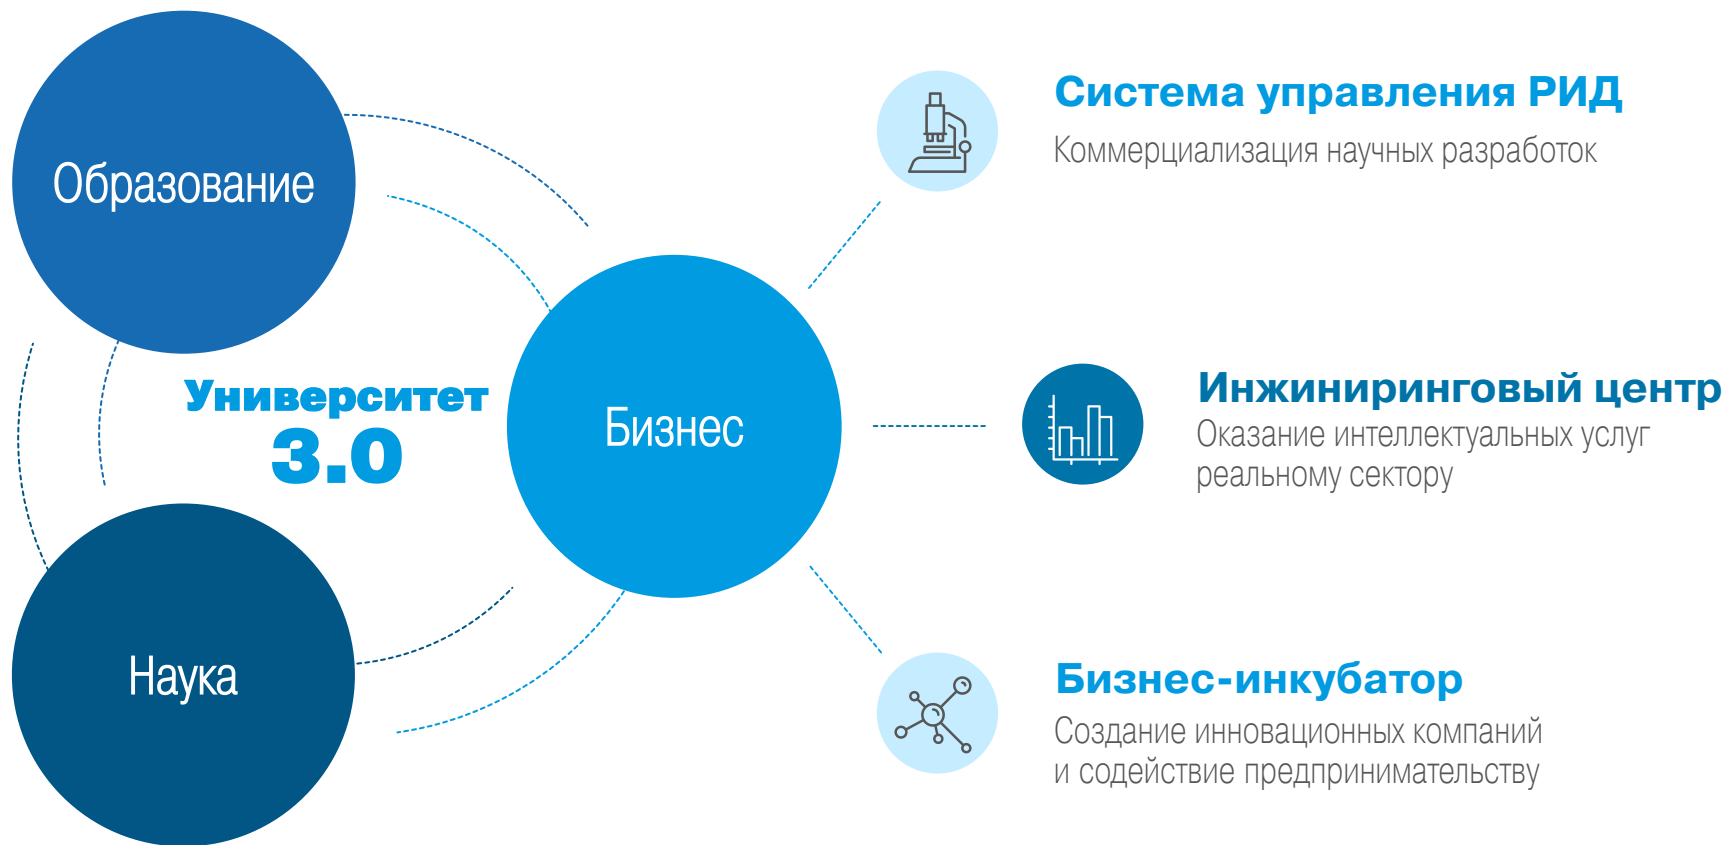 Образование
Университет
3.0
Наука
Бизнес
Система управления РИД
Коммерциализация научных разработок
Инжиниринговый центр
Оказание интеллектуальных услуг
реальному сектору
Бизнес-инкубатор
Создание инновационных компаний
и содействие предпринимательству